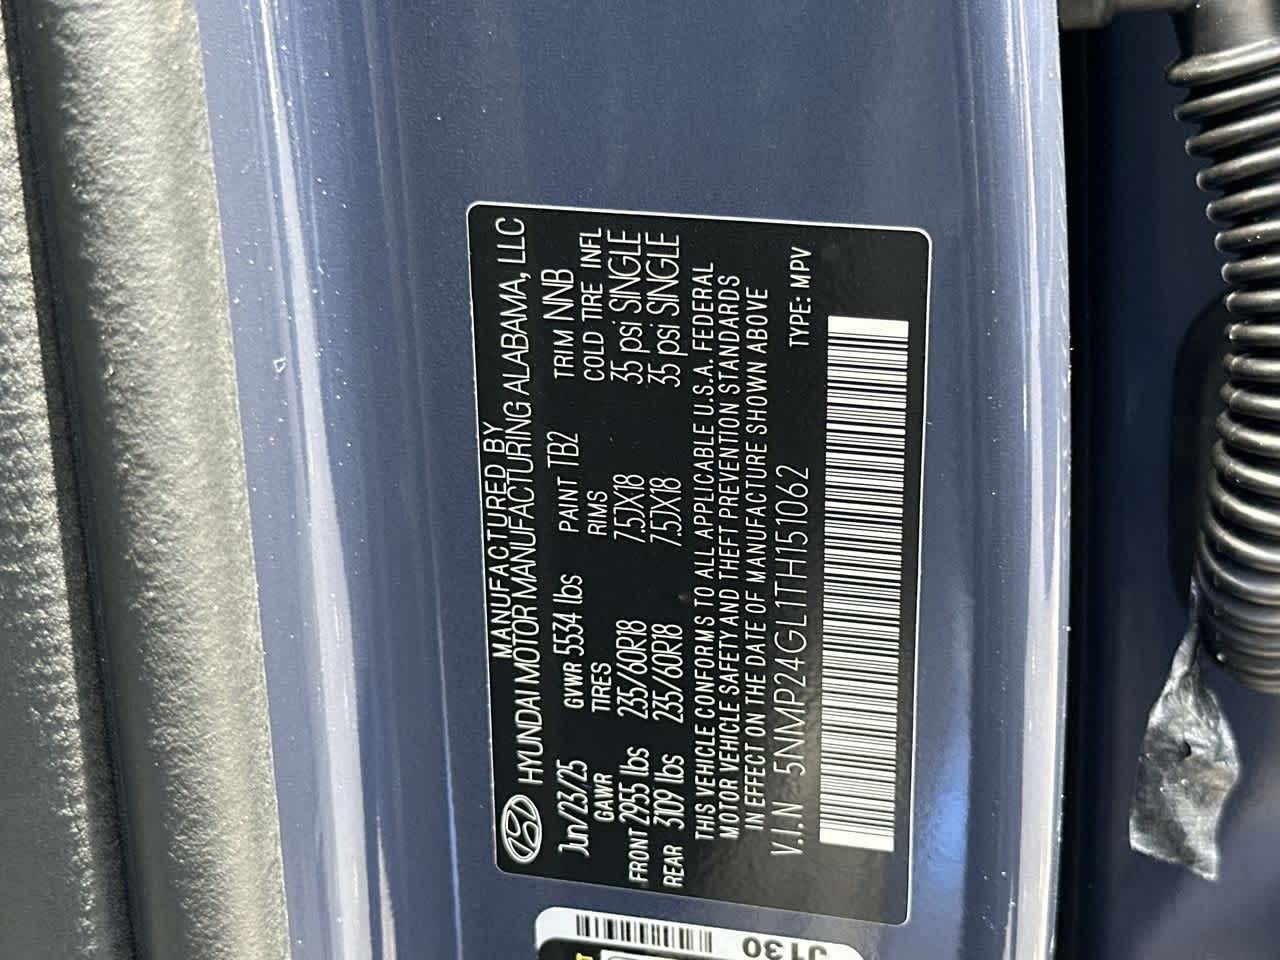 MANUFACTURED BY
HYUNDAI MOTOR MANUFACTURING ALABAMA, LLC
Jun/23/25 GVWR 5534 lbs PAINT TB2 TRIM NNB
GAWR TIRES RIMS COLD TIRE INFL
FRONT 2955 lbs 235/60R18 7.5JX18 35 psi SINGLE
REAR 3109 lbs 235/60R18 7.5JX18 35 psi SINGLE
THIS VEHICLE CONFORMS TO ALL APPLICABLE U.S.A. FEDERAL
MOTOR VEHICLE SAFETY AND THEFT PREVENTION STANDARDS
IN EFFECT ON THE DATE OF MANUFACTURE SHOWN ABOVE
V.I.N 5NMP24GL1TH151062 TYPE: MPV
J130